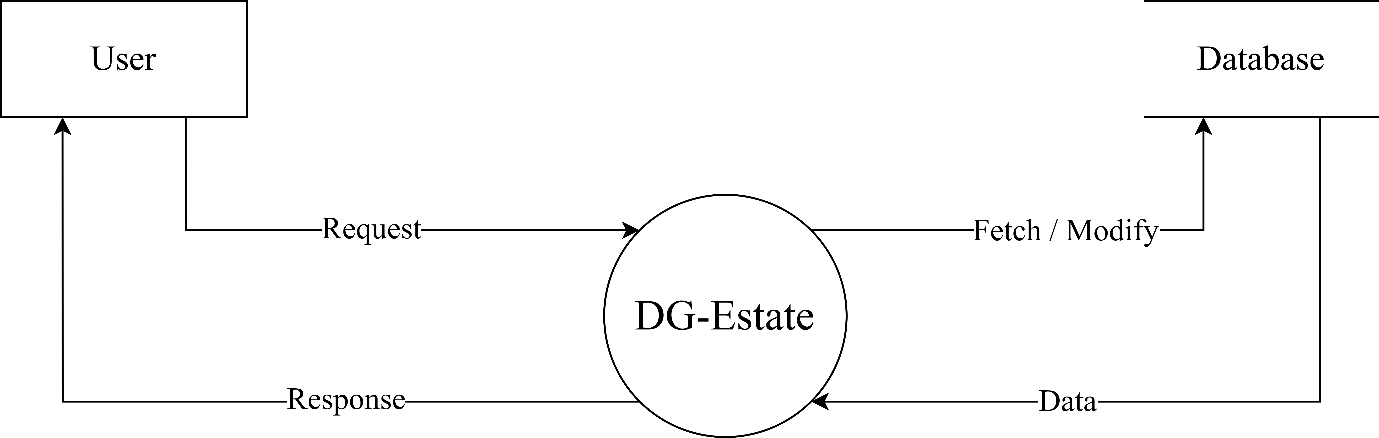 User
Database
Request
Fetch / Modify
DG-Estate
Response
Data